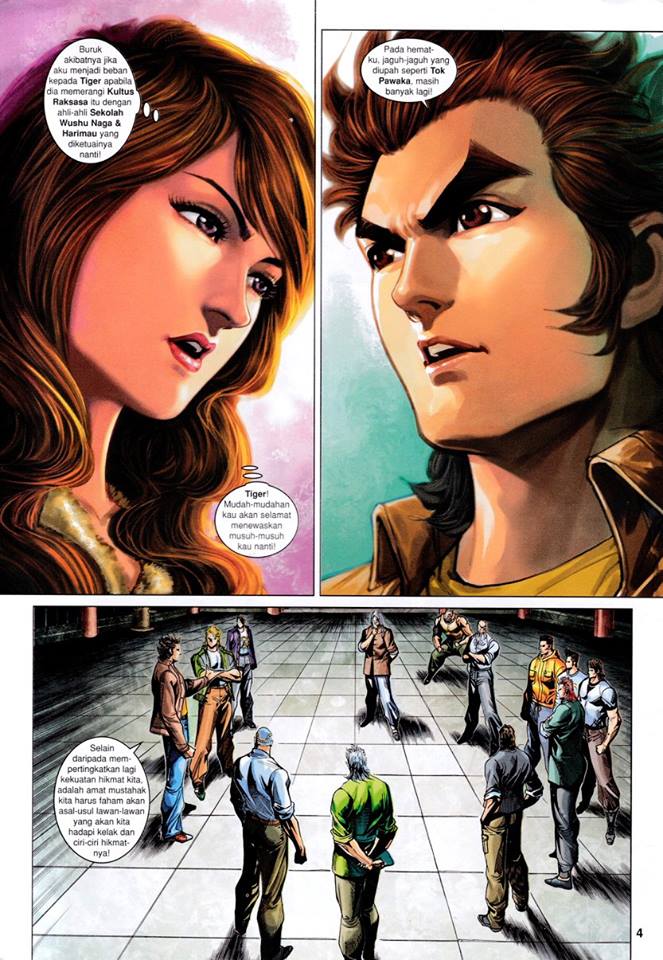 Buruk
akibatnya jika
aku menjadi beban
kepada Tiger apabila
dia memerangi Kultus
Raksasa itu dengan
ahli-ahli Sekolah
Wushu Naga &
Harimau yang
diketuainya
nanti!
Pada hemat-
ku, jaguh-jaguh yang
diupah seperti Tok
Pawaka, masih
banyak lagi!
Tiger!
Mudah-mudahan
kau akan selamat
menewaskan
musuh-musuh
kau nanti!
Selain
daripada mem-
pertingkatkan lagi
kekuatan hikmat kita,
adalah amat mustahak
kita harus faham akan
asal-usul lawan-lawan
yang akan kita
hadapi kelak dan
ciri-ciri hikmat-
nya!
4